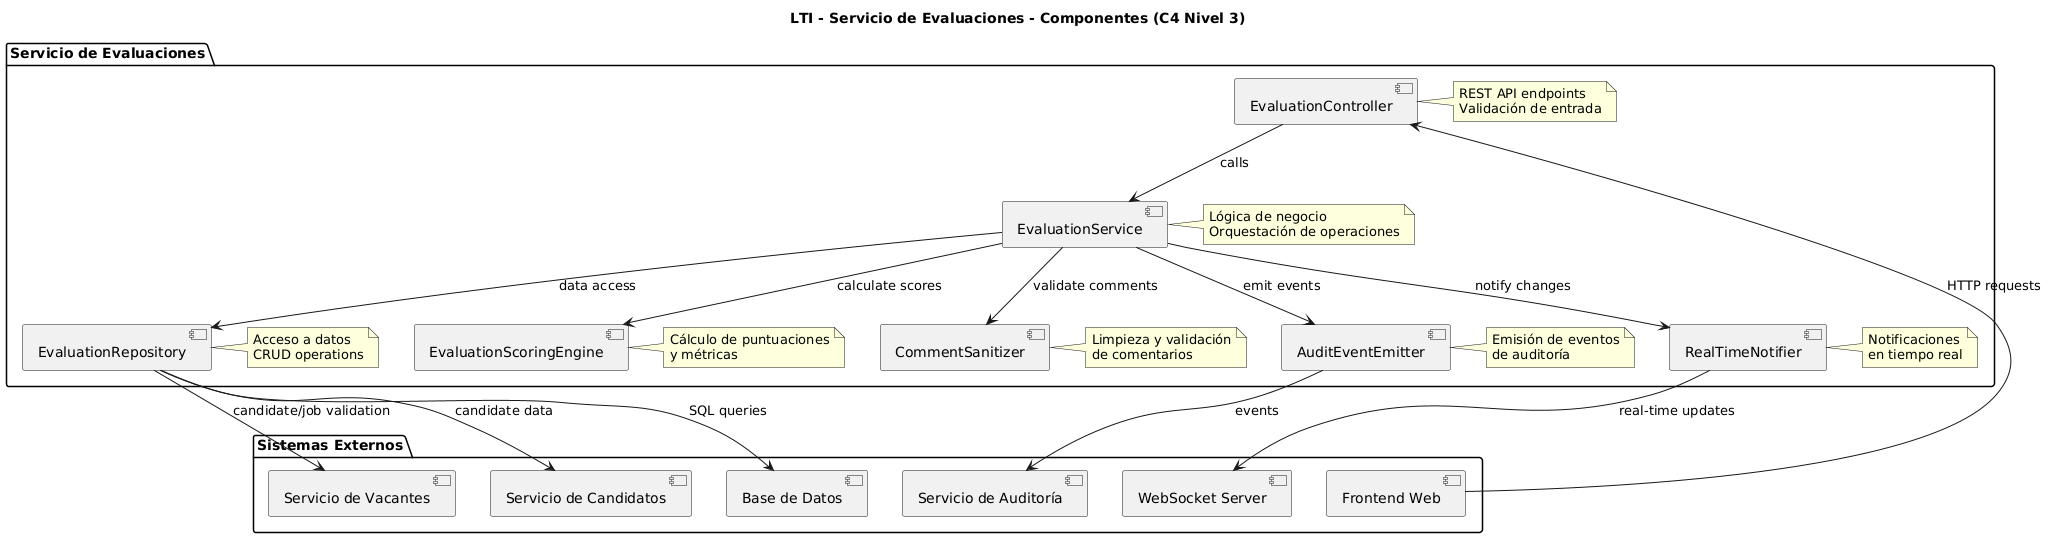 LTI - Servicio de Evaluaciones - Componentes (C4 Nivel 3)
Servicio de Evaluaciones
EvaluationController
REST API endpoints
Validación de entrada
calls
EvaluationService
Lógica de negocio
Orquestación de operaciones
data access
calculate scores
validate comments
emit events
notify changes
HTTP requests
EvaluationRepository
Acceso a datos
CRUD operations
EvaluationScoringEngine
Cálculo de puntuaciones
y métricas
CommentSanitizer
Limpieza y validación
de comentarios
AuditEventEmitter
Emisión de eventos
de auditoría
RealTimeNotifier
Notificaciones
en tiempo real
candidate/job validation
candidate data
SQL queries
events
real-time updates
Sistemas Externos
Servicio de Vacantes
Servicio de Candidatos
Base de Datos
Servicio de Auditoría
WebSocket Server
Frontend Web